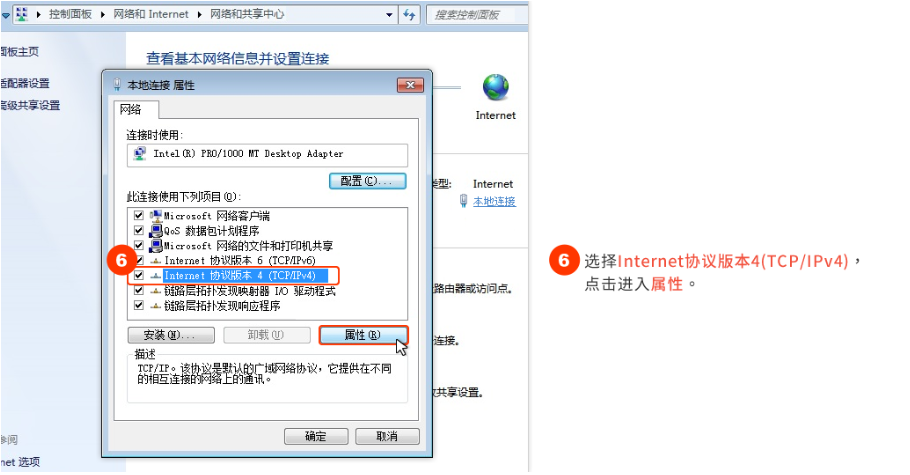 控制面板 ▸ 网络和 Internet ▸ 网络和共享中心
搜索控制面板
面板主页
适配器设置
高级共享设置
查看基本网络信息并设置连接
Internet
类型: Internet
本地连接
路由器或访问点。
连接。
共享设置。
参阅
net 选项
本地连接 属性
网络
连接时使用:
Intel(R) PRO/1000 MT Desktop Adapter
配置(C)...
此连接使用下列项目(O):
Microsoft 网络客户端
QoS 数据包计划程序
Microsoft 网络的文件和打印机共享
Internet 协议版本 6 (TCP/IPv6)
6
Internet 协议版本 4 (TCP/IPv4)
链路层拓扑发现映射器 I/O 驱动程式
链路层拓扑发现响应程序
安装(N)... 卸载(U) 属性(R)
描述
TCP/IP。该协议是默认的广域网络协议，它提供在不同
的相互连接的网络上的通讯。
确定 取消
6 选择Internet协议版本4(TCP/IPv4)，
点击进入属性。